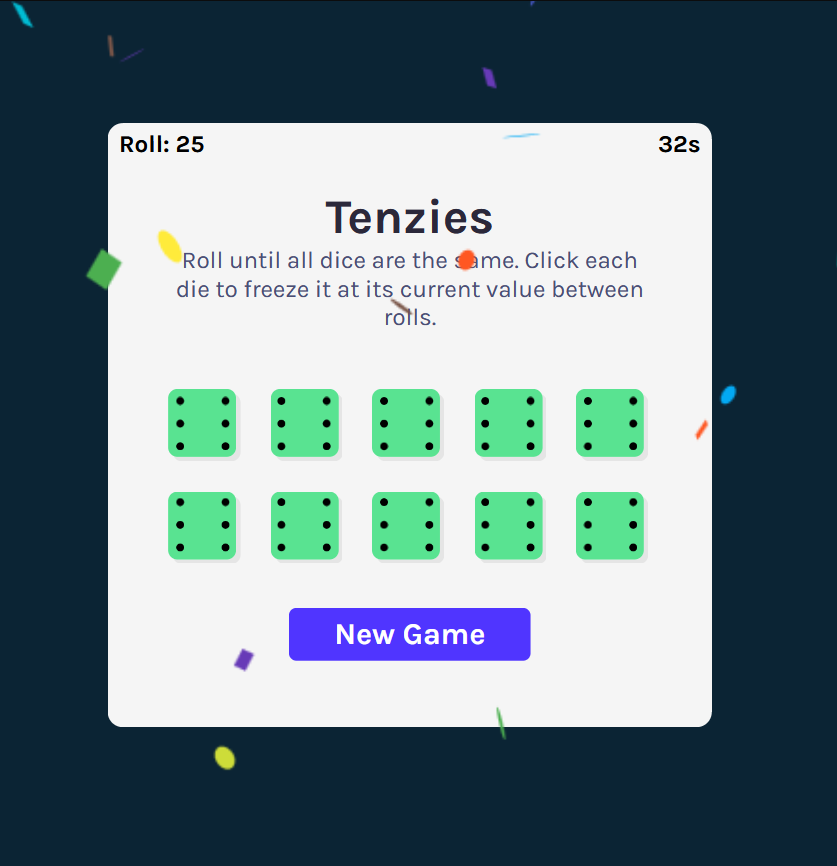 Roll: 25
32s
Tenzies
Roll until all dice are the same. Click each
die to freeze it at its current value between
rolls.
New Game